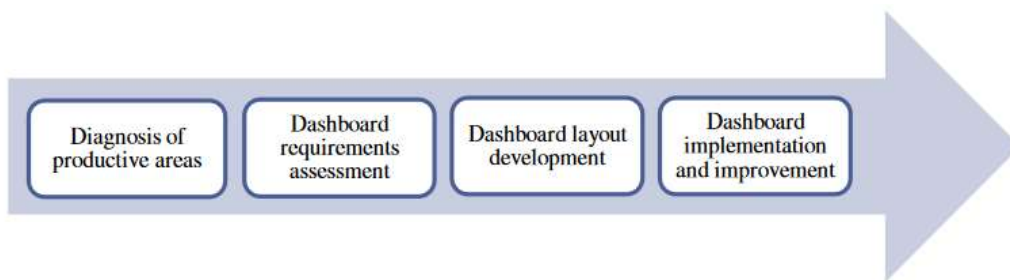 Diagnosis of
productive areas
Dashboard
requirements
assessment
Dashboard layout
development
Dashboard
implementation
and improvement